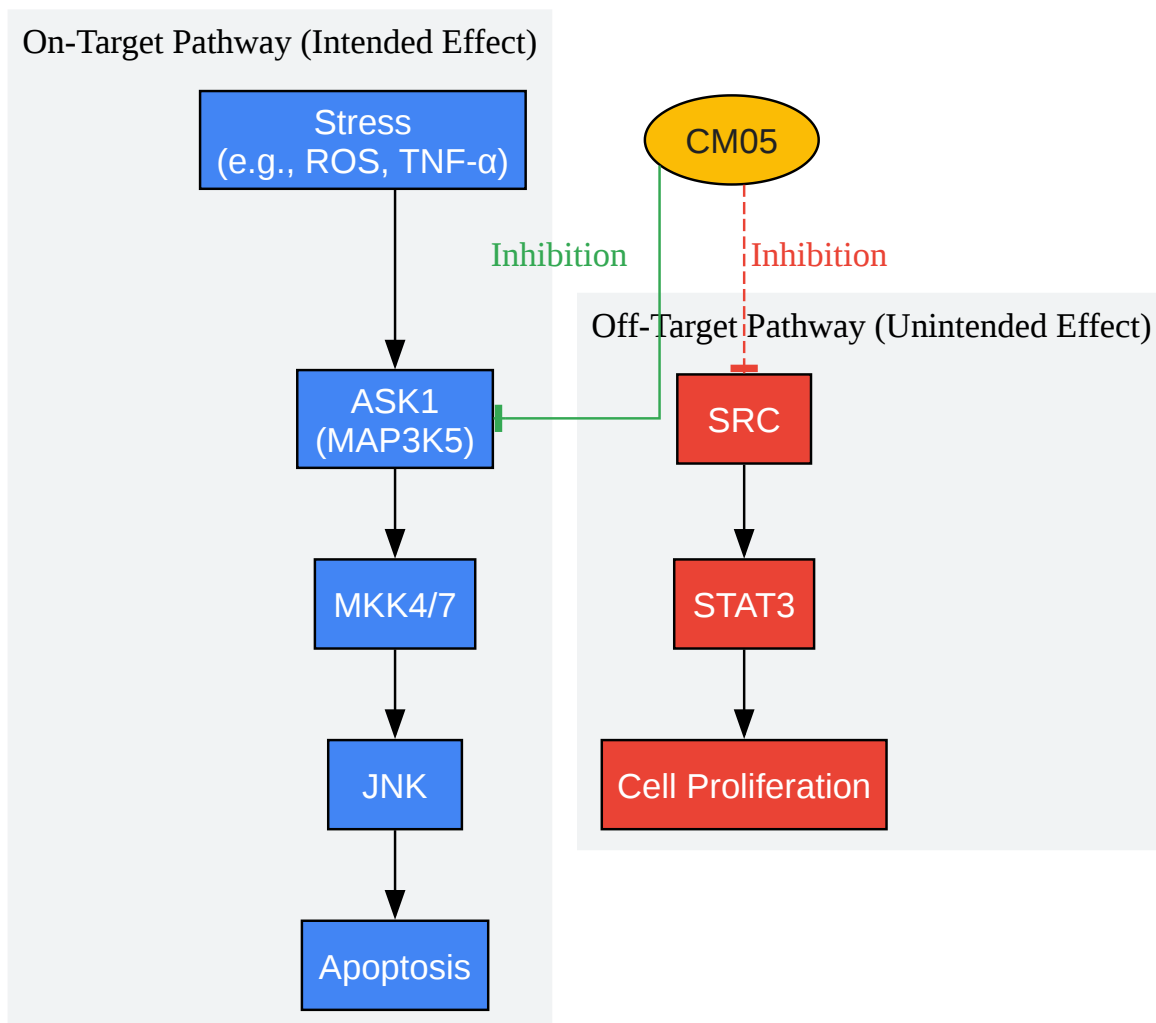 On-Target Pathway (Intended Effect)
Stress
(e.g., ROS, TNF-α)
CM05
Inhibition
Inhibition
Off-Target Pathway (Unintended Effect)
ASK1
(MAP3K5)
SRC
MKK4/7
STAT3
JNK
Cell Proliferation
Apoptosis